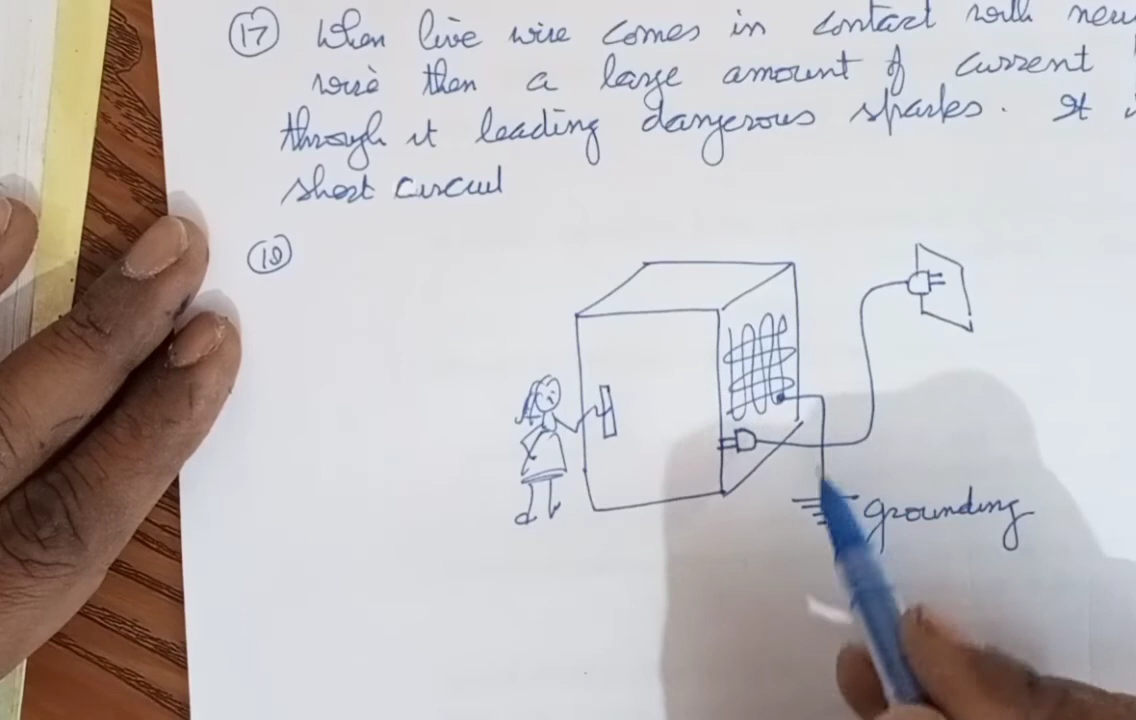 (17) When live wire comes in contact with neu
wire then a large amount of current
through it leading dangerous sparks. It i
short circuit
(18)
grounding